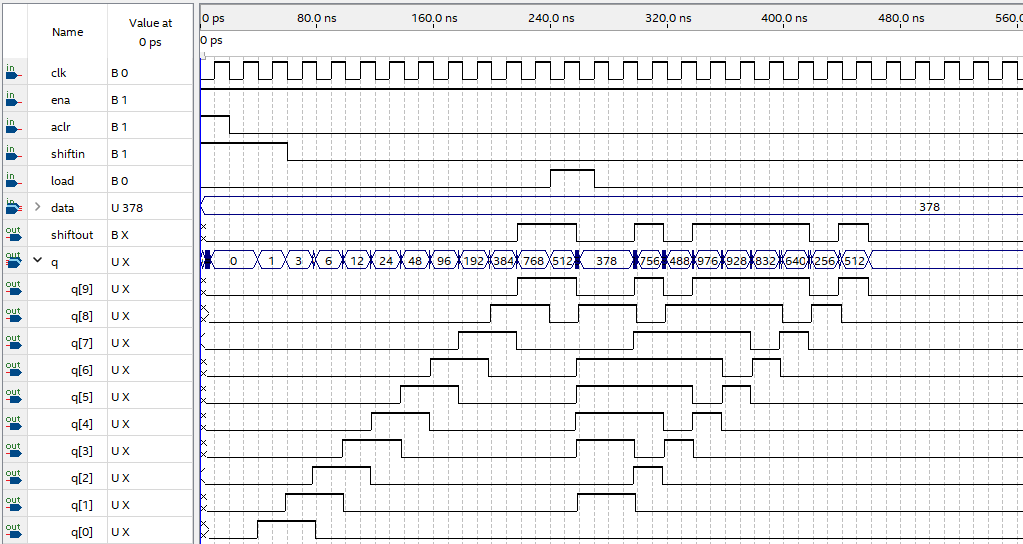 Name
Value at
0 ps
0 ps 80.0 ns 160.0 ns 240.0 ns 320.0 ns 400.0 ns 480.0 ns 560.0
0 ps
in clk B 0
in ena B 1
in aclr B 1
in shiftin B 1
in load B 0
in data U 378 378
out shiftout B X
out q U X 0 1 3 6 12 24 48 96 192 384 768 512 378 756 488 976 928 832 640 256 512
out q[9] U X
out q[8] U X
out q[7] U X
out q[6] U X
out q[5] U X
out q[4] U X
out q[3] U X
out q[2] U X
out q[1] U X
out q[0] U X